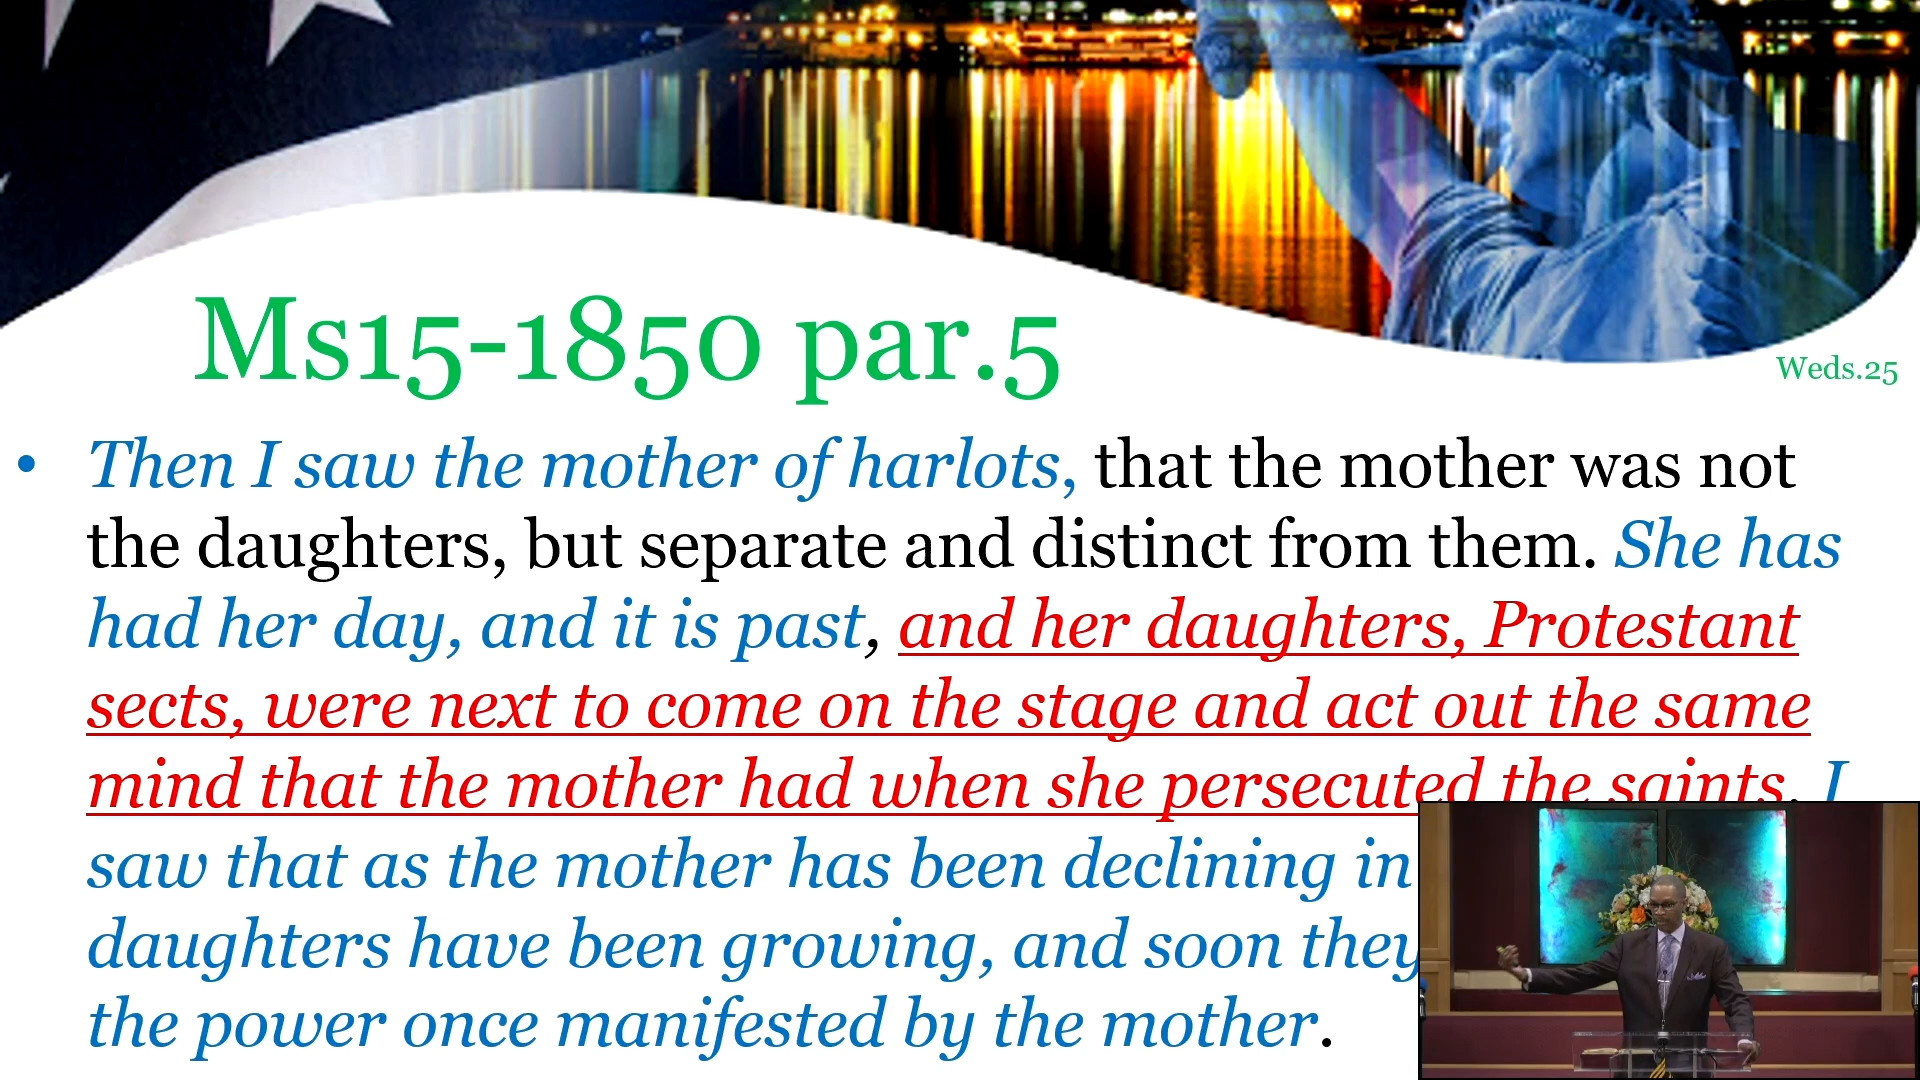 Ms15-1850 par.5
Weds.25
• Then I saw the mother of harlots, that the mother was not
the daughters, but separate and distinct from them. She has
had her day, and it is past, and her daughters, Protestant
sects, were next to come on the stage and act out the same
mind that the mother had when she persecuted the saints. I
saw that as the mother has been declining in
daughters have been growing, and soon they
the power once manifested by the mother.